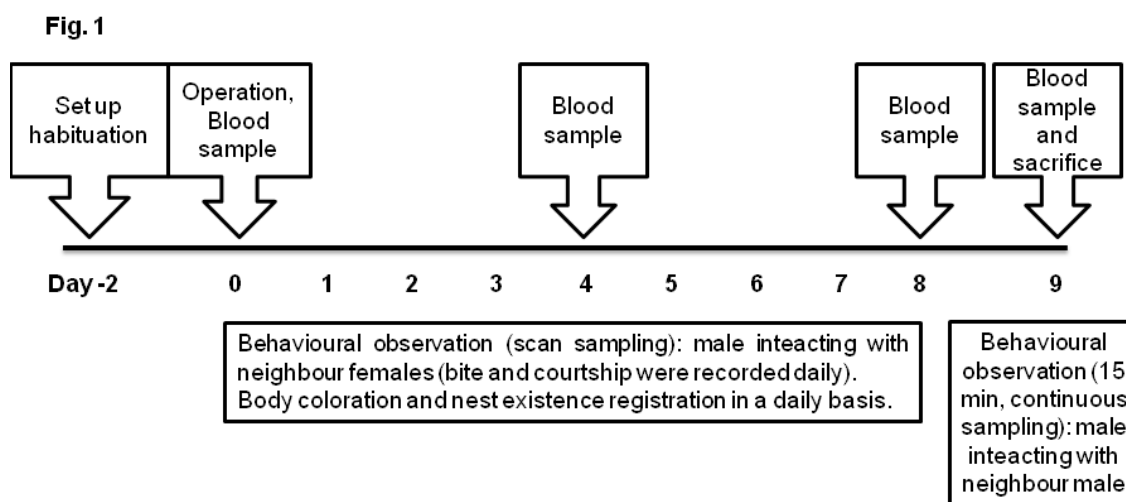 Fig. 1
Set up
habituation
Operation,
Blood
sample
Blood
sample
Blood
sample
Blood
sample
and
sacrifice
Day -2 0 1 2 3 4 5 6 7 8 9
Behavioural observation (scan sampling): male inteacting with
neighbour females (bite and courtship were recorded daily).
Body coloration and nest existence registration in a daily basis.
Behavioural
observation (15
min, continuous
sampling): male
inteacting with
neighbour male